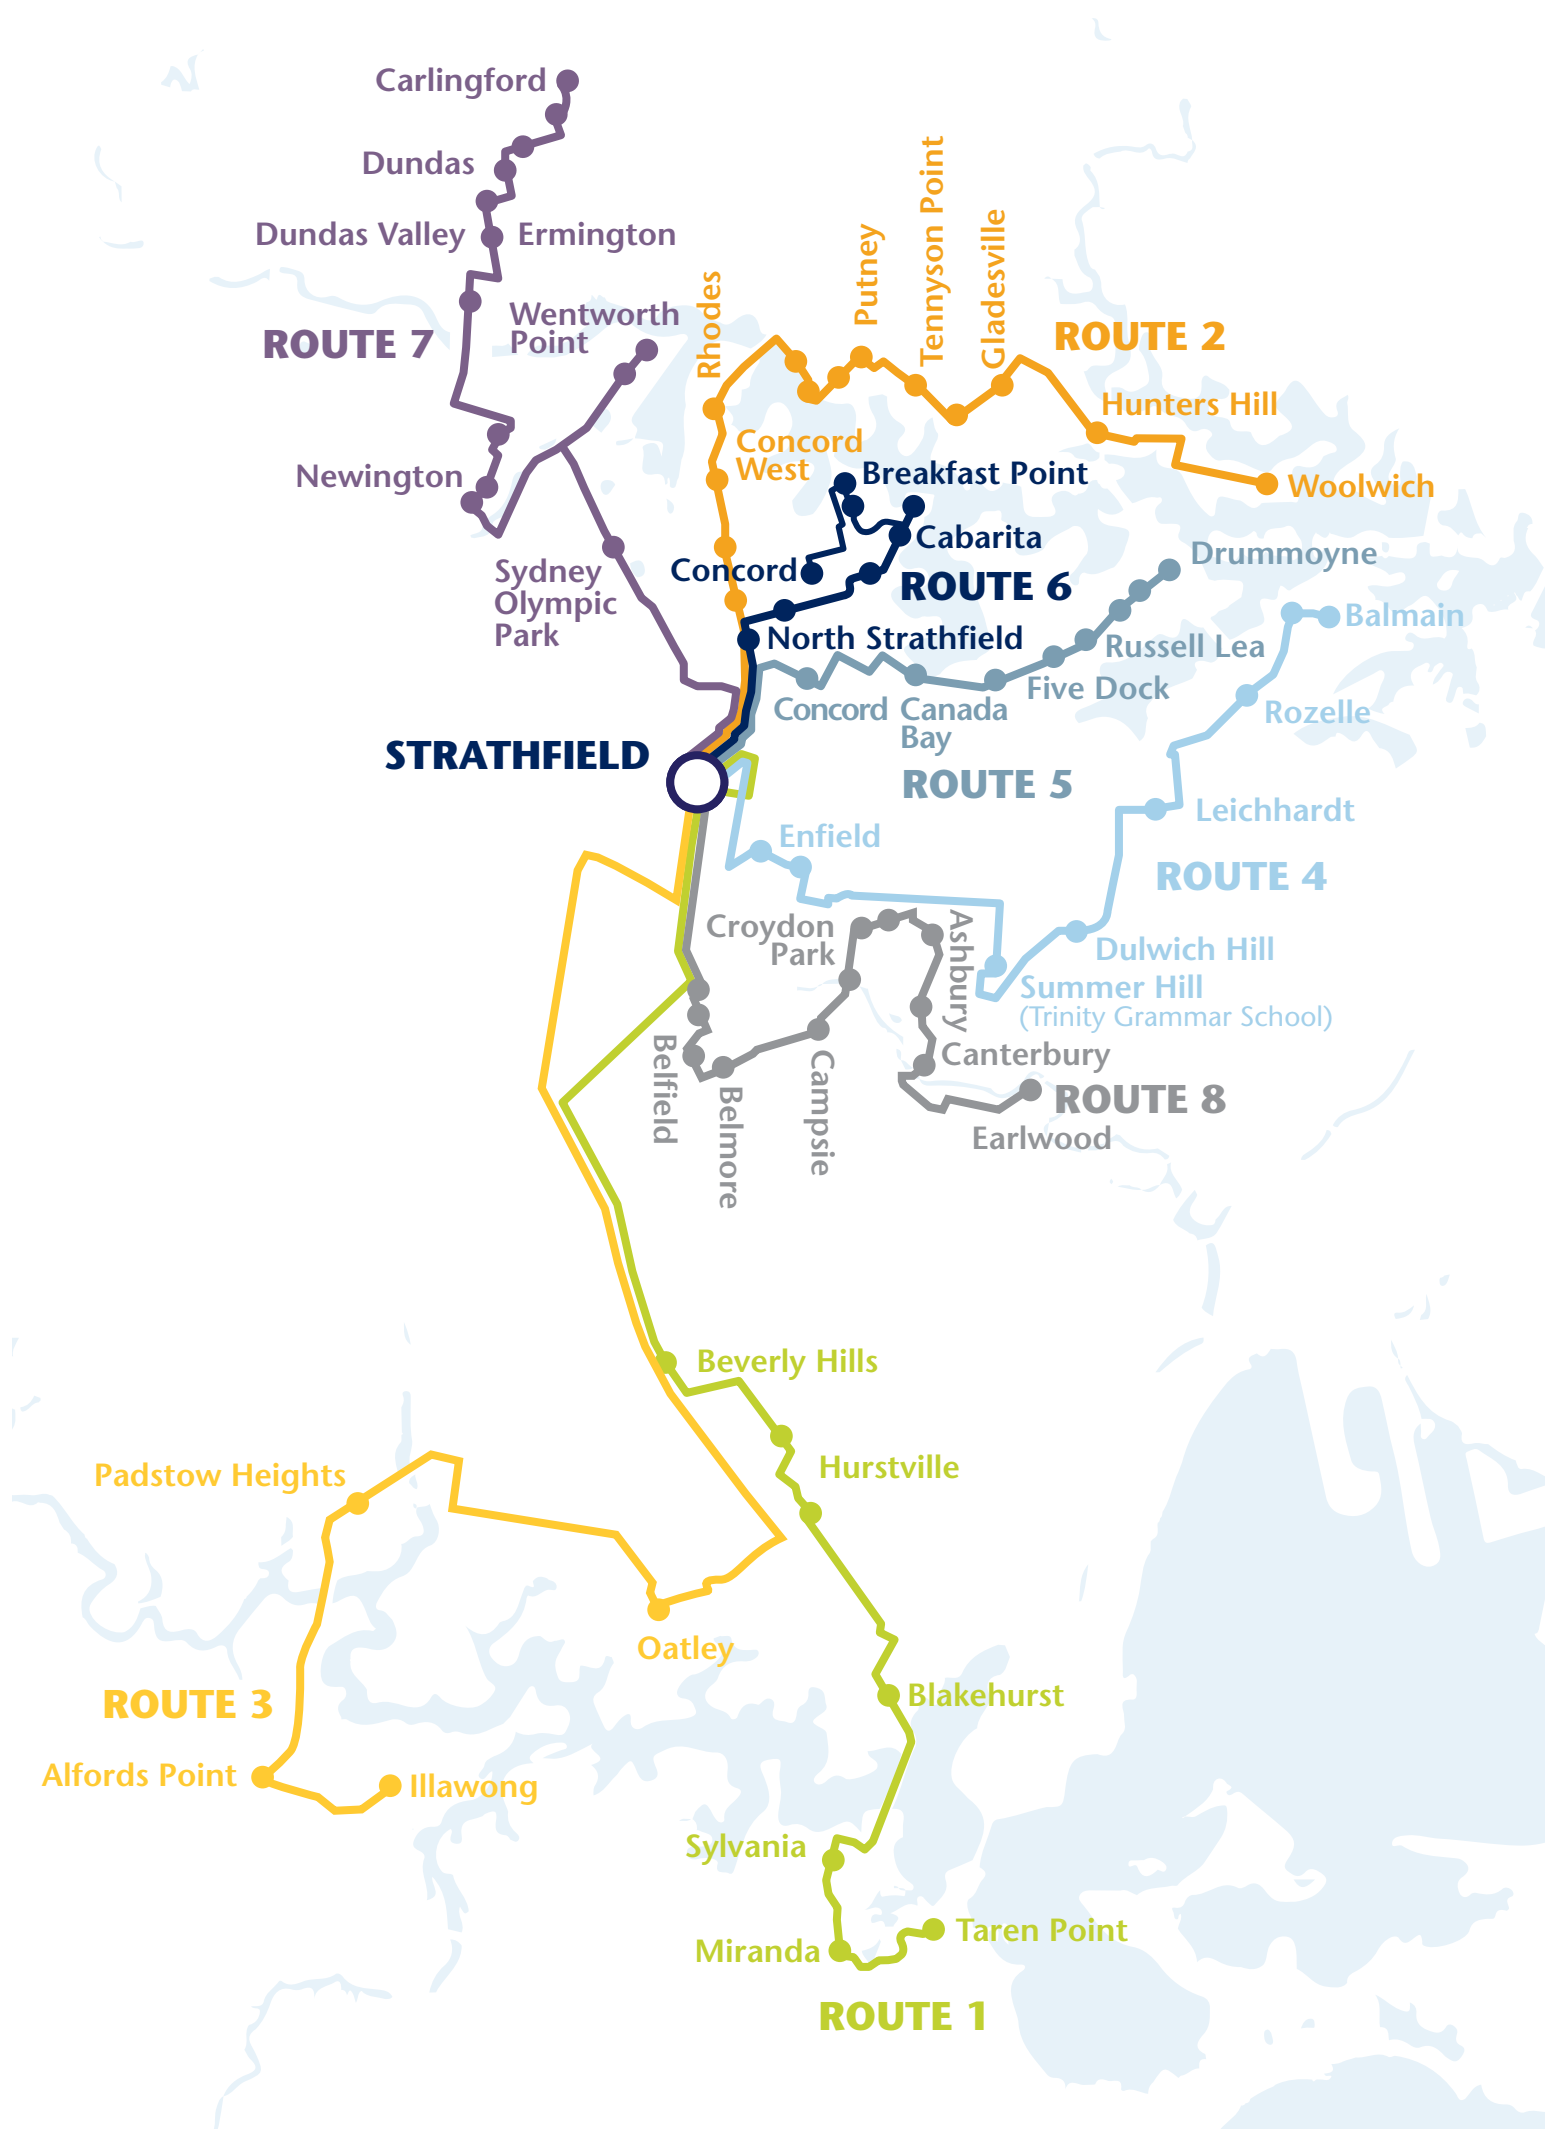 Carlingford
Dundas
Dundas Valley
Ermington
ROUTE 7
Wentworth
Point
Newington
Sydney
Olympic
Park
Rhodes
Putney
Tennyson Point
Gladesville
ROUTE 2
Hunters Hill
Woolwich
Concord
West
Breakfast Point
Cabarita
Concord
ROUTE 6
North Strathfield
Drummoyne
Russell Lea
Five Dock
Concord
Canada
Bay
ROUTE 5
Balmain
Rozelle
Leichhardt
ROUTE 4
STRATHFIELD
Enfield
Dulwich Hill
Summer Hill
(Trinity Grammar School)
Croydon
Park
Ashbury
Canterbury
ROUTE 8
Earlwood
Belfield
Belmore
Campsie
Beverly Hills
Hurstville
Padstow Heights
Oatley
ROUTE 3
Alfords Point
Illawong
Blakehurst
Sylvania
Miranda
Taren Point
ROUTE 1